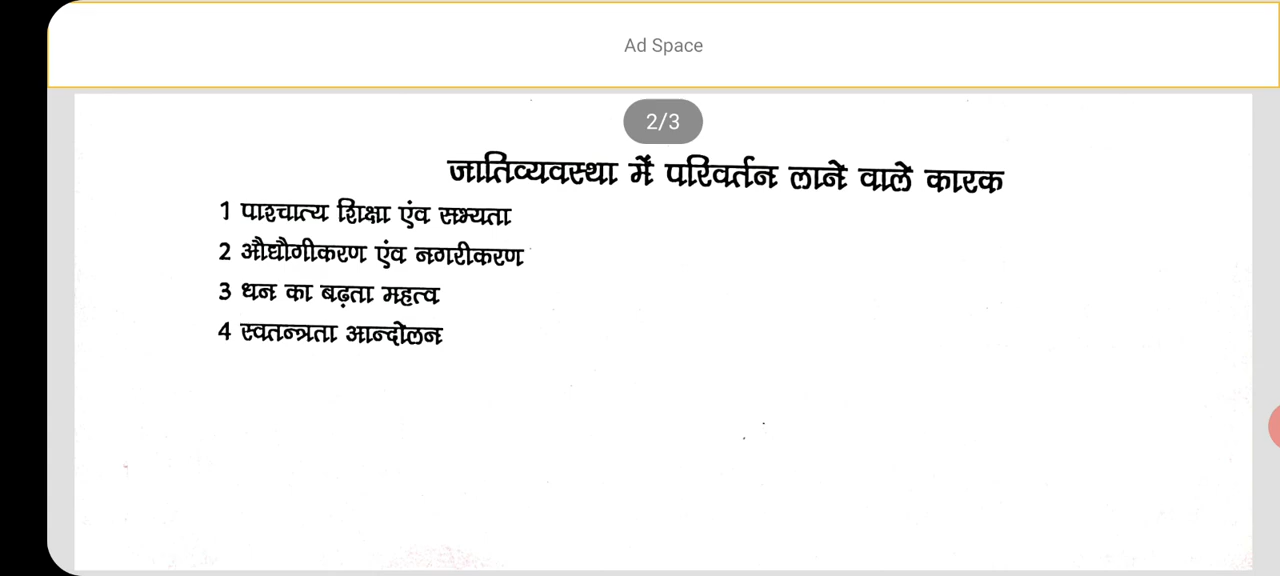 Ad Space
2/3
जातिव्यवस्था में परिवर्तन लाने वाले कारक
1 पाश्चात्य शिक्षा एंव सभ्यता
2 औद्यौगीकरण एंव नगरीकरण
3 धन का बढ़ता महत्व
4 स्वतन्त्रता आन्दोलन